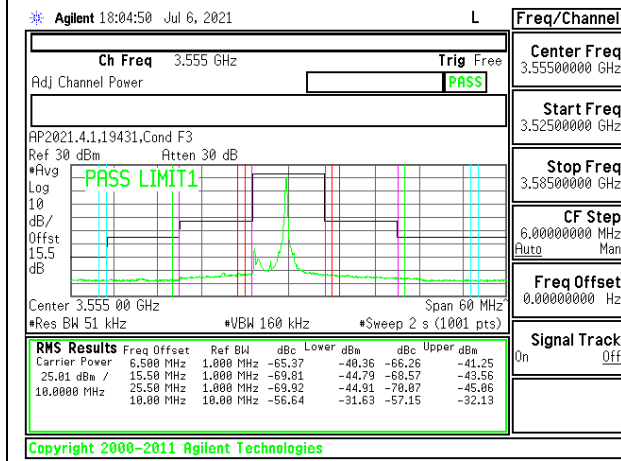 Agilent 18:04:50 Jul 6, 2021 L
Ch Freq 3.555 GHz Trig Free
Adj Channel Power PASS
AP2021.4.1,19431,Cond F3
Ref 30 dBm Atten 30 dB
#Avg
Log
10
dB/
Offst
15.5
dB
PASS LIMIT1
Center 3.555 00 GHz Span 60 MHz
#Res BW 51 kHz #VBW 160 kHz #Sweep 2 s (1001 pts)
RMS Results Freq Offset Ref BW dBc Lower dBm dBc Upper dBm
Carrier Power 6.500 MHz 1.000 MHz -65.37 -40.36 -66.26 -41.25
25.01 dBm / 15.50 MHz 1.000 MHz -69.81 -44.79 -68.57 -43.56
10.0000 MHz 25.50 MHz 1.000 MHz -69.92 -44.91 -70.07 -45.06
10.00 MHz 10.00 MHz -56.64 -31.63 -57.15 -32.13
Copyright 2000-2011 Agilent Technologies
Freq/Channel
Center Freq
3.55500000 GHz
Start Freq
3.52500000 GHz
Stop Freq
3.58500000 GHz
CF Step
6.00000000 MHz
Auto Man
Freq Offset
0.00000000 Hz
Signal Track
On Off